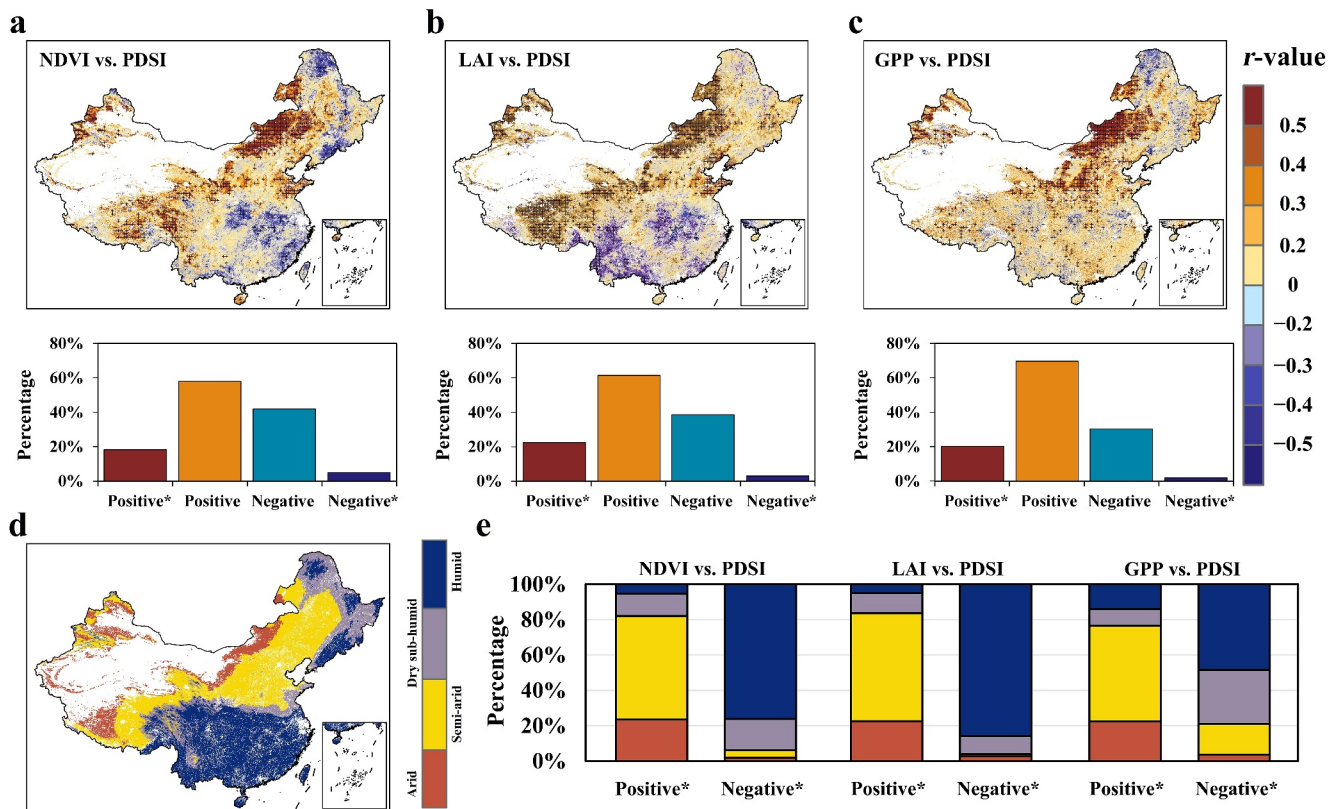 a
b
c
NDVI vs. PDSI
LAI vs. PDSI
GPP vs. PDSI
r-value
0.5
0.4
0.3
0.2
0
−0.2
−0.3
−0.4
−0.5
Percentage
80%
60%
40%
20%
0%
Positive*
Positive
Negative
Negative*
Percentage
80%
60%
40%
20%
0%
Positive*
Positive
Negative
Negative*
Percentage
80%
60%
40%
20%
0%
Positive*
Positive
Negative
Negative*
d
Humid
Dry sub-humid
Semi-arid
Arid
e
NDVI vs. PDSI
LAI vs. PDSI
GPP vs. PDSI
Percentage
100%
80%
60%
40%
20%
0%
Positive*
Negative*
Positive*
Negative*
Positive*
Negative*